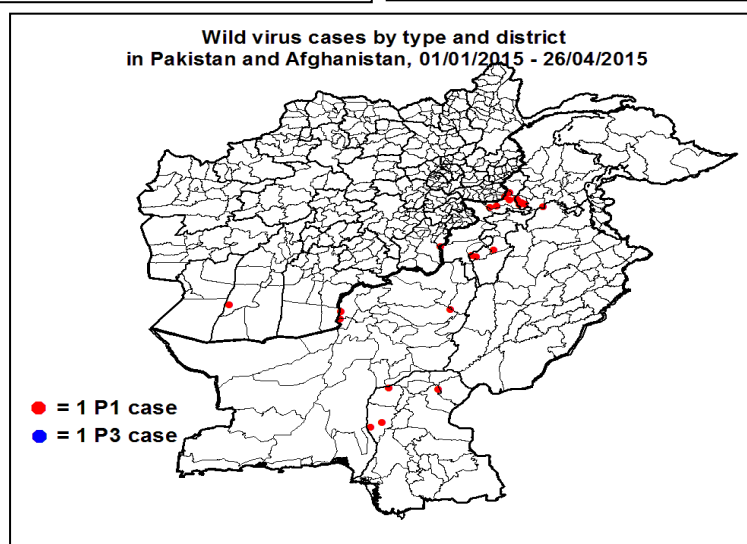 Wild virus cases by type and district
in Pakistan and Afghanistan, 01/01/2015 - 26/04/2015
= 1 P1 case
= 1 P3 case